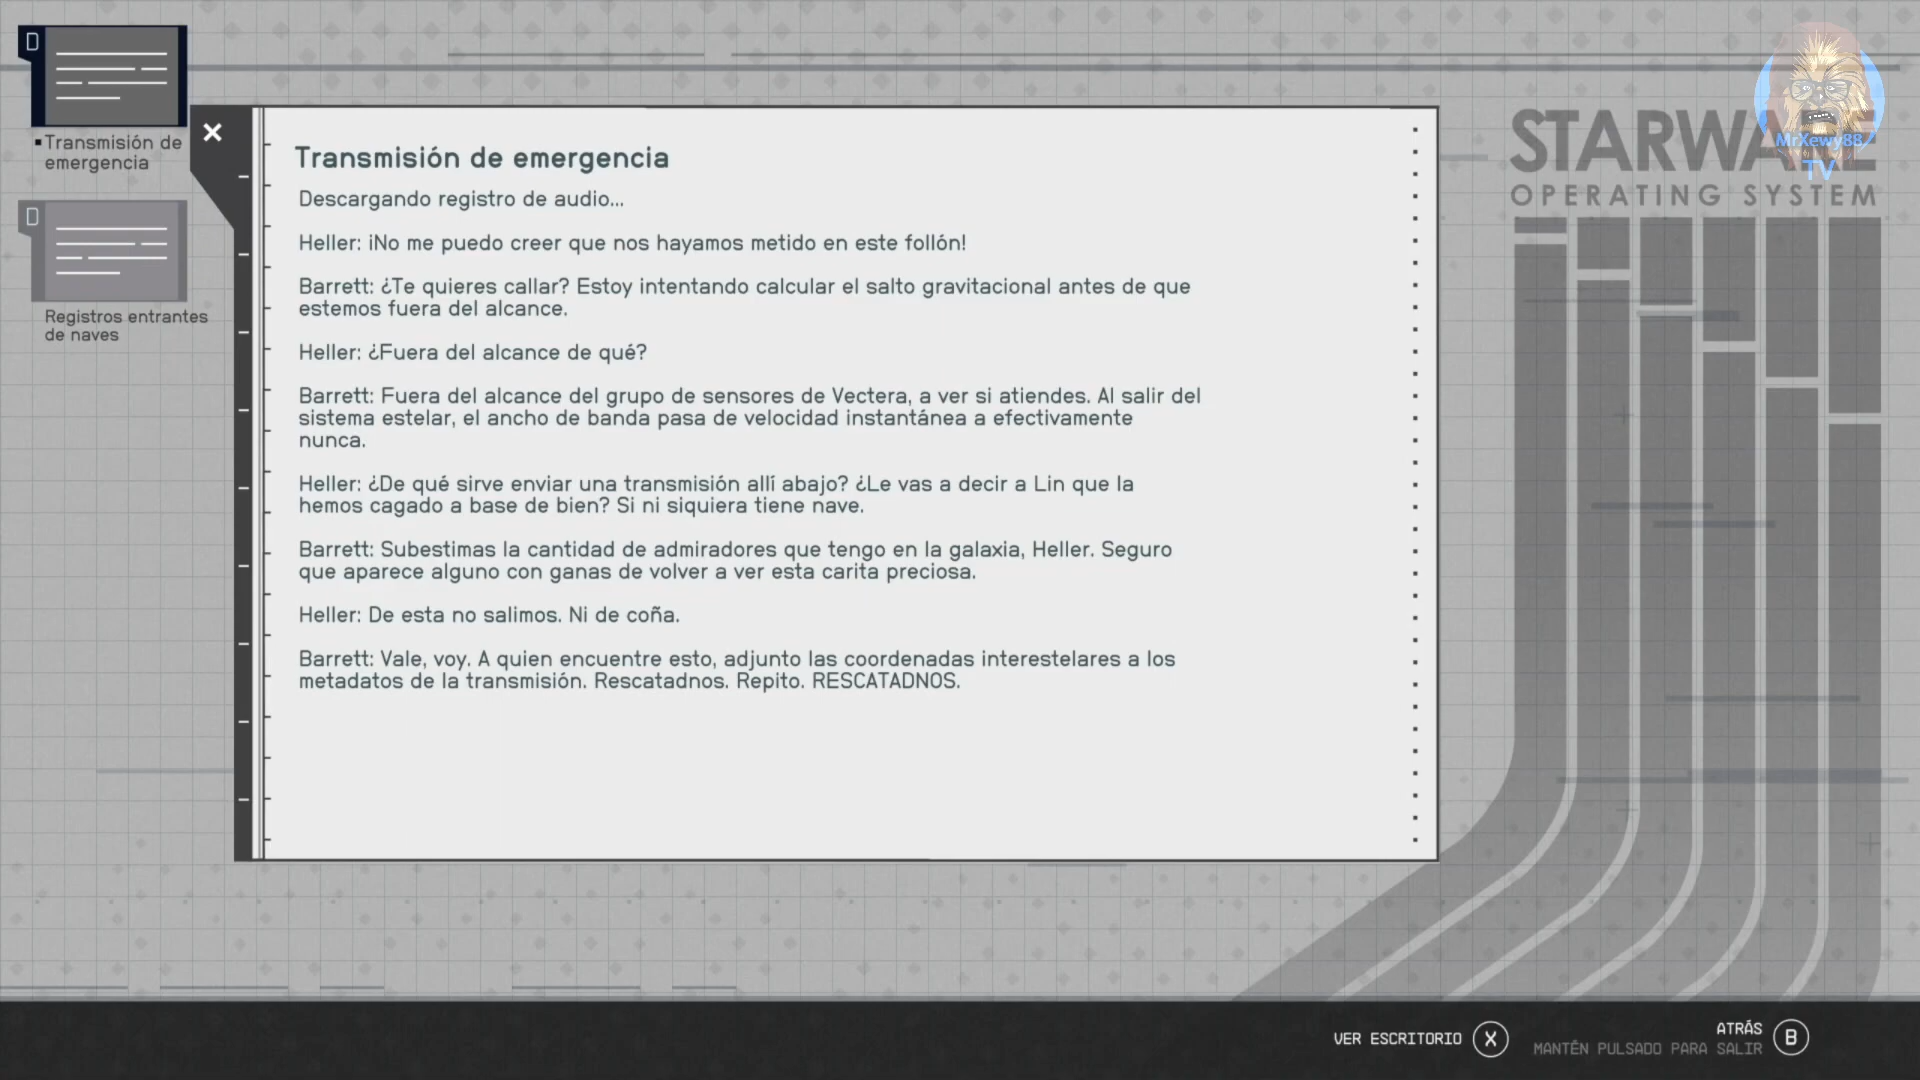 Transmisión de
emergencia
Registros entrantes
de naves
Transmisión de emergencia
Descargando registro de audio...
Heller: ¡No me puedo creer que nos hayamos metido en este follón!
Barrett: ¿Te quieres callar? Estoy intentando calcular el salto gravitacional antes de que
estemos fuera del alcance.
Heller: ¿Fuera del alcance de qué?
Barrett: Fuera del alcance del grupo de sensores de Vectera, a ver si atiendes. Al salir del
sistema estelar, el ancho de banda pasa de velocidad instantánea a efectivamente
nunca.
Heller: ¿De qué sirve enviar una transmisión allí abajo? ¿Le vas a decir a Lin que la
hemos cagado a base de bien? Si ni siquiera tiene nave.
Barrett: Subestimas la cantidad de admiradores que tengo en la galaxia, Heller. Seguro
que aparece alguno con ganas de volver a ver esta carita preciosa.
Heller: De esta no salimos. Ni de coña.
Barrett: Vale, voy. A quien encuentre esto, adjunto las coordenadas interestelares a los
metadatos de la transmisión. Rescatadnos. Repito. RESCATADNOS.
MrXewy88
TV
OPERATING SYSTEM
VER ESCRITORIO X
ATRÁS B
MANTÉN PULSADO PARA SALIR